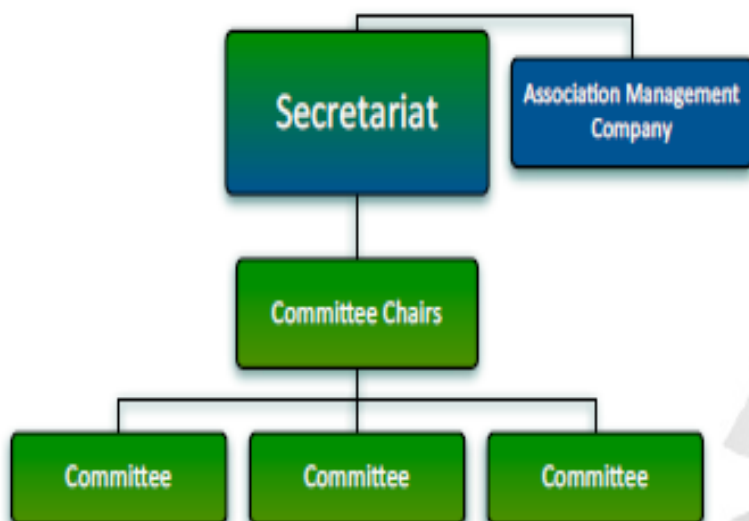 Secretariat
Association Management
Company
Committee Chairs
Committee
Committee
Committee